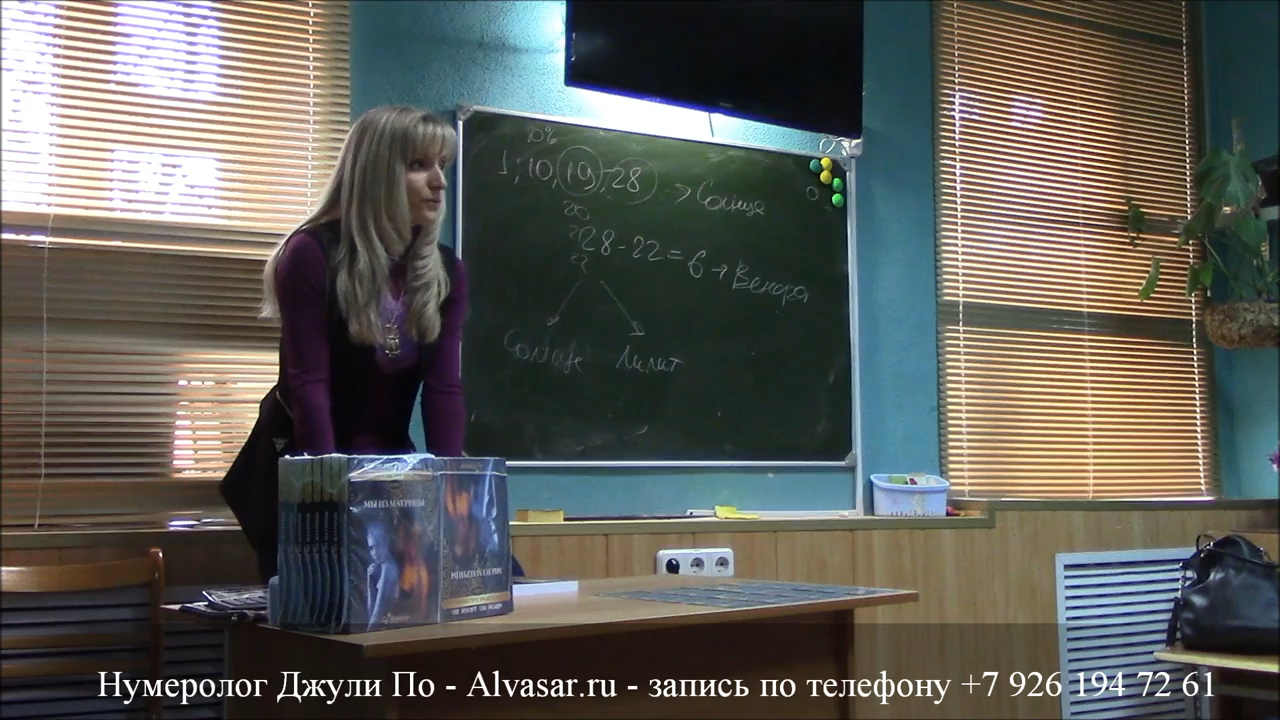 10%
1; 10, 19, 28 → Солнце
20
28-22=6 → Венера
Солнце Лилит
МЫ ИЗ МАТРИЦЫ
Нумеролог Джули По - Alvasar.ru - запись по телефону +7 926 194 72 61